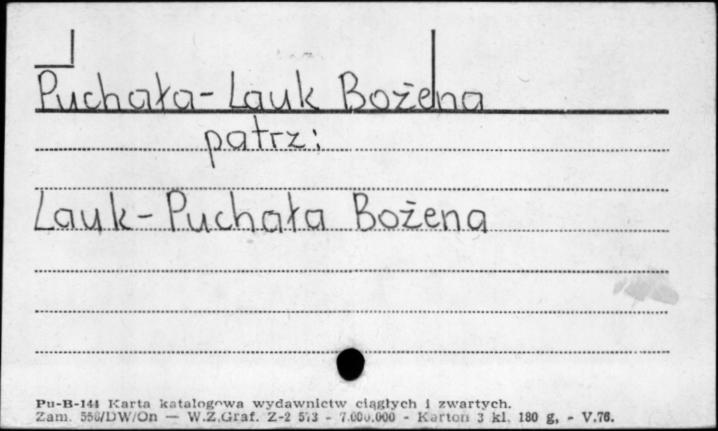 Puchała-Lauk Bożena
patrz:
Lauk-Puchała Bożena
Pu-B-144 Karta katalogowa wydawnictw ciągłych i zwartych.
Zam. 556/DW/On — W.Z.Graf. Z-2 573 - 7.000.000 - Karton 3 kl. 180 g, - V.76.